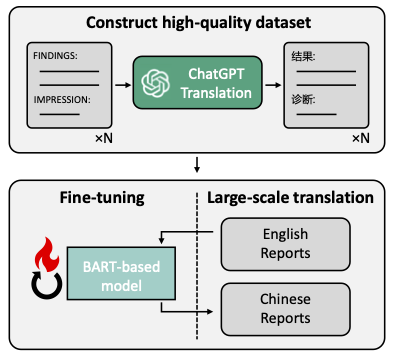 Construct high-quality dataset
FINDINGS:
IMPRESSION:
×N
ChatGPT
Translation
结果:
诊断:
×N
Fine-tuning
BART-based
model
Large-scale translation
English
Reports
Chinese
Reports